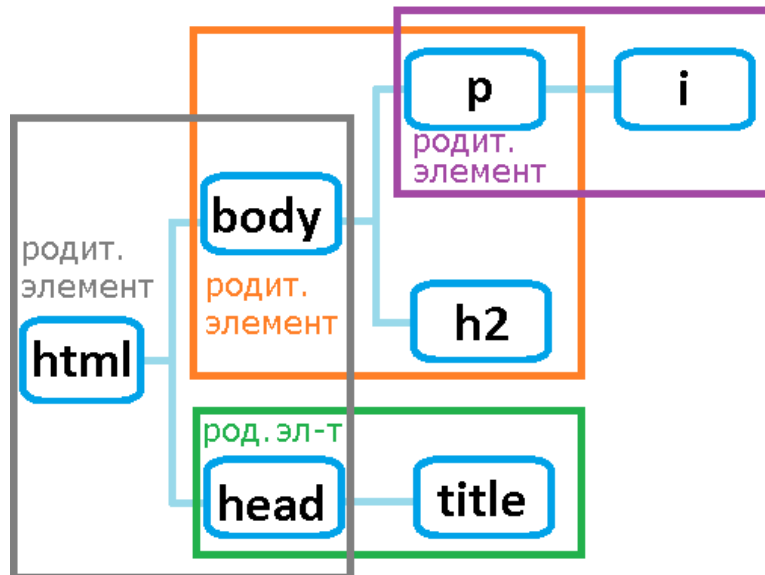 p
i
родит.
элемент
body
родит.
элемент
родит.
элемент
h2
html
род. эл-т
head
title